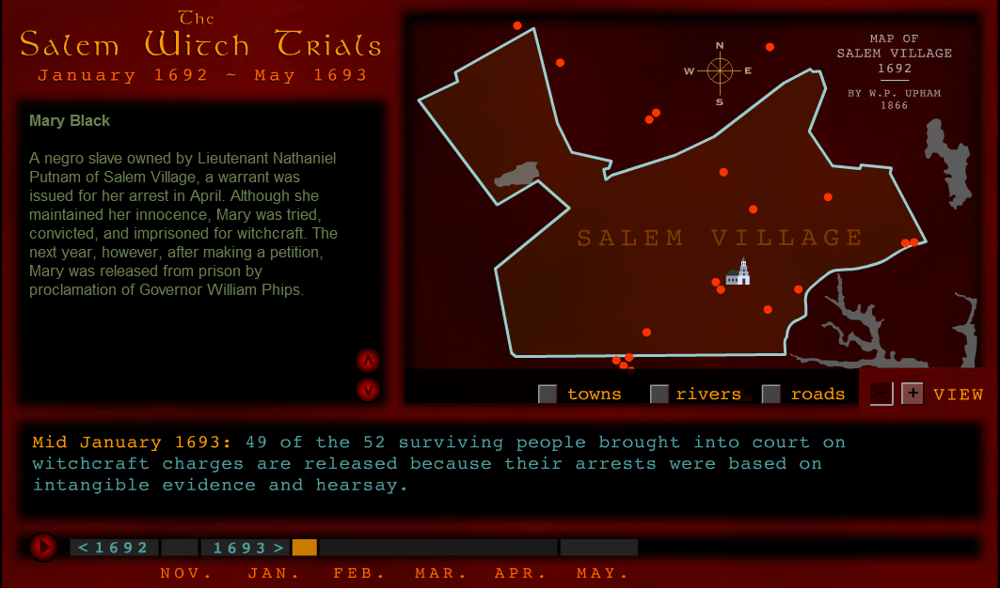 The
Salem Witch Trials
January 1692 ~ May 1693
Mary Black
A negro slave owned by Lieutenant Nathaniel
Putnam of Salem Village, a warrant was
issued for her arrest in April. Although she
maintained her innocence, Mary was tried,
convicted, and imprisoned for witchcraft. The
next year, however, after making a petition,
Mary was released from prison by
proclamation of Governor William Phips.
N
W E
S
MAP OF
SALEM VILLAGE
1692
BY W.P. UPHAM
1866
SALEM VILLAGE
towns rivers roads - + VIEW
Mid January 1693: 49 of the 52 surviving people brought into court on
witchcraft charges are released because their arrests were based on
intangible evidence and hearsay.
<1692 1693>
NOV. JAN. FEB. MAR. APR. MAY.